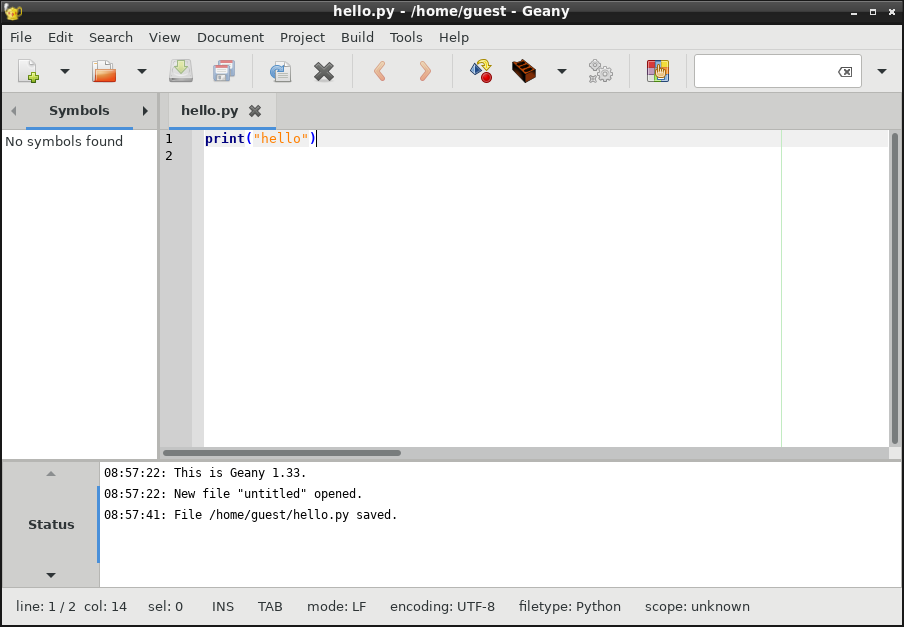 hello.py - /home/guest - Geany
File Edit Search View Document Project Build Tools Help
Symbols
hello.py
No symbols found
1 print("hello")
2
Status
08:57:22: This is Geany 1.33.
08:57:22: New file "untitled" opened.
08:57:41: File /home/guest/hello.py saved.
line: 1 / 2 col: 14 sel: 0 INS TAB mode: LF encoding: UTF-8 filetype: Python scope: unknown